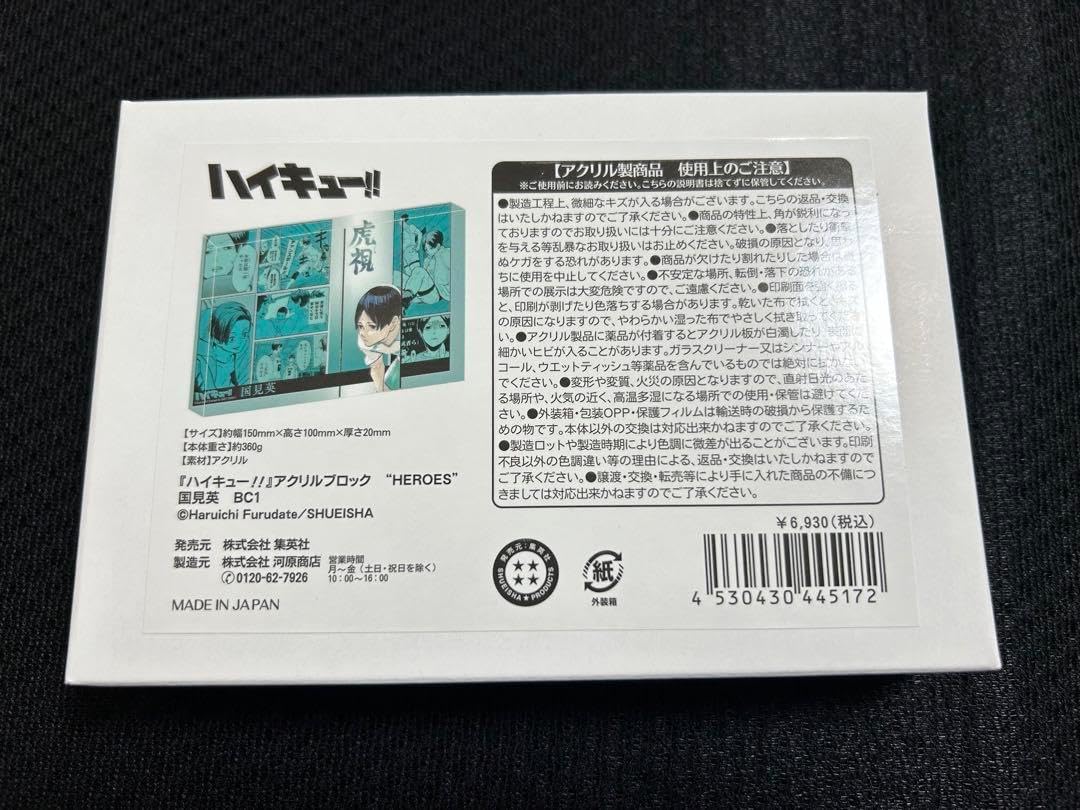 ハイキュー!!
虎視
ハイキュー!!
国見英
【サイズ】約幅150mm×高さ100mm×厚さ20mm
【本体重さ】約360g
【素材】アクリル
『ハイキュー!!』アクリルブロック “HEROES”
国見英 BC1
©Haruichi Furudate/SHUEISHA
発売元 株式会社 集英社
製造元 株式会社 河原商店 営業時間
月～金(土日・祝日を除く)
0120-62-7926 10:00～16:00
MADE IN JAPAN
【アクリル製商品 使用上のご注意】
※ご使用前にお読みください。こちらの説明書は捨てずに保管してください。
●製造工程上、微細なキズが入る場合がございます。こちらの返品・交換
はいたしかねますのでご了承ください。●商品の特性上、角が鋭利になっ
ておりますのでお取り扱いには十分にご注意ください。●落としたり衝撃
を与える等乱暴なお取り扱いはお止めください。破損の原因となり、思わ
ぬケガをする恐れがあります。●商品が欠けたり割れたりした場合は
ちに使用を中止してください。●不安定な場所、転倒・落下の恐れがある
場所での展示は大変危険ですので、ご遠慮ください。●印刷面を
と、印刷が剥げたり色落ちする場合があります。乾いた布で拭くとキズ
の原因になりますので、やわらかい湿った布でやさしく拭き取ってくださ
い。●アクリル製品に薬品が付着するとアクリル板が白濁したり、
細かいヒビが入ることがあります。ガラスクリーナー又はシンナーやアル
コール、ウエットティッシュ等薬品を含んでいるものでは絶対に拭かない
でください。●変形や変質、火災の原因となりますので、直射日光のあた
る場所や、火気の近く、高温多湿になる場所での使用・保管は避けてくださ
い。●外装箱・包装OPP・保護フィルムは輸送時の破損から保護するた
めの物です。本体以外の交換は対応出来かねますのでご了承ください。
●製造ロットや製造時期により色調に微差が出ることがございます。印刷
不良以外の色調違い等の理由による、返品・交換はいたしかねますので
ご了承ください。●譲渡・交換・転売等により手に入れた商品の不備につ
きましては対応出来かねますのでご了承ください。
¥6,930(税込)
発売元:集英社
SHUEISHA★PRODUCTS
紙
外装箱
4 530430 445172